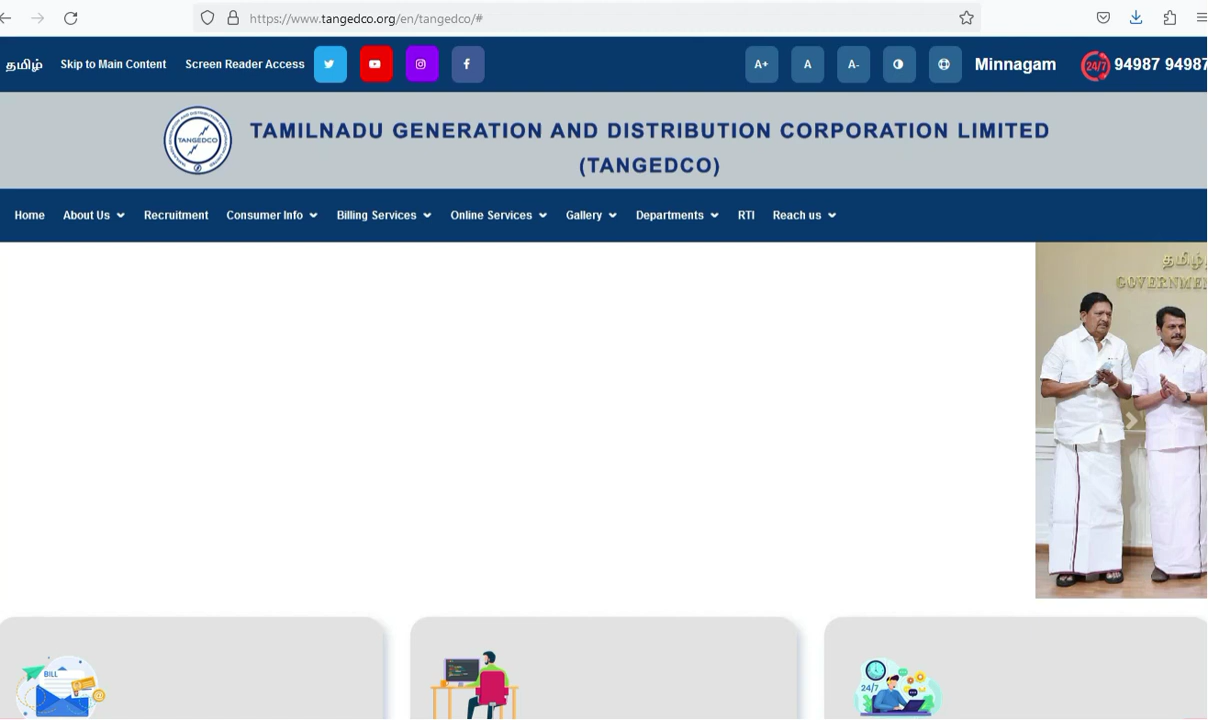 https://www.tangedco.org/en/tangedco/#
தமிழ் Skip to Main Content Screen Reader Access A+ A A- Minnagam 24/7 94987 94987
TANGEDCO
TAMILNADU GENERATION AND DISTRIBUTION CORPORATION LIMITED
(TANGEDCO)
Home About Us Recruitment Consumer Info Billing Services Online Services Gallery Departments RTI Reach us
BILL
24/7